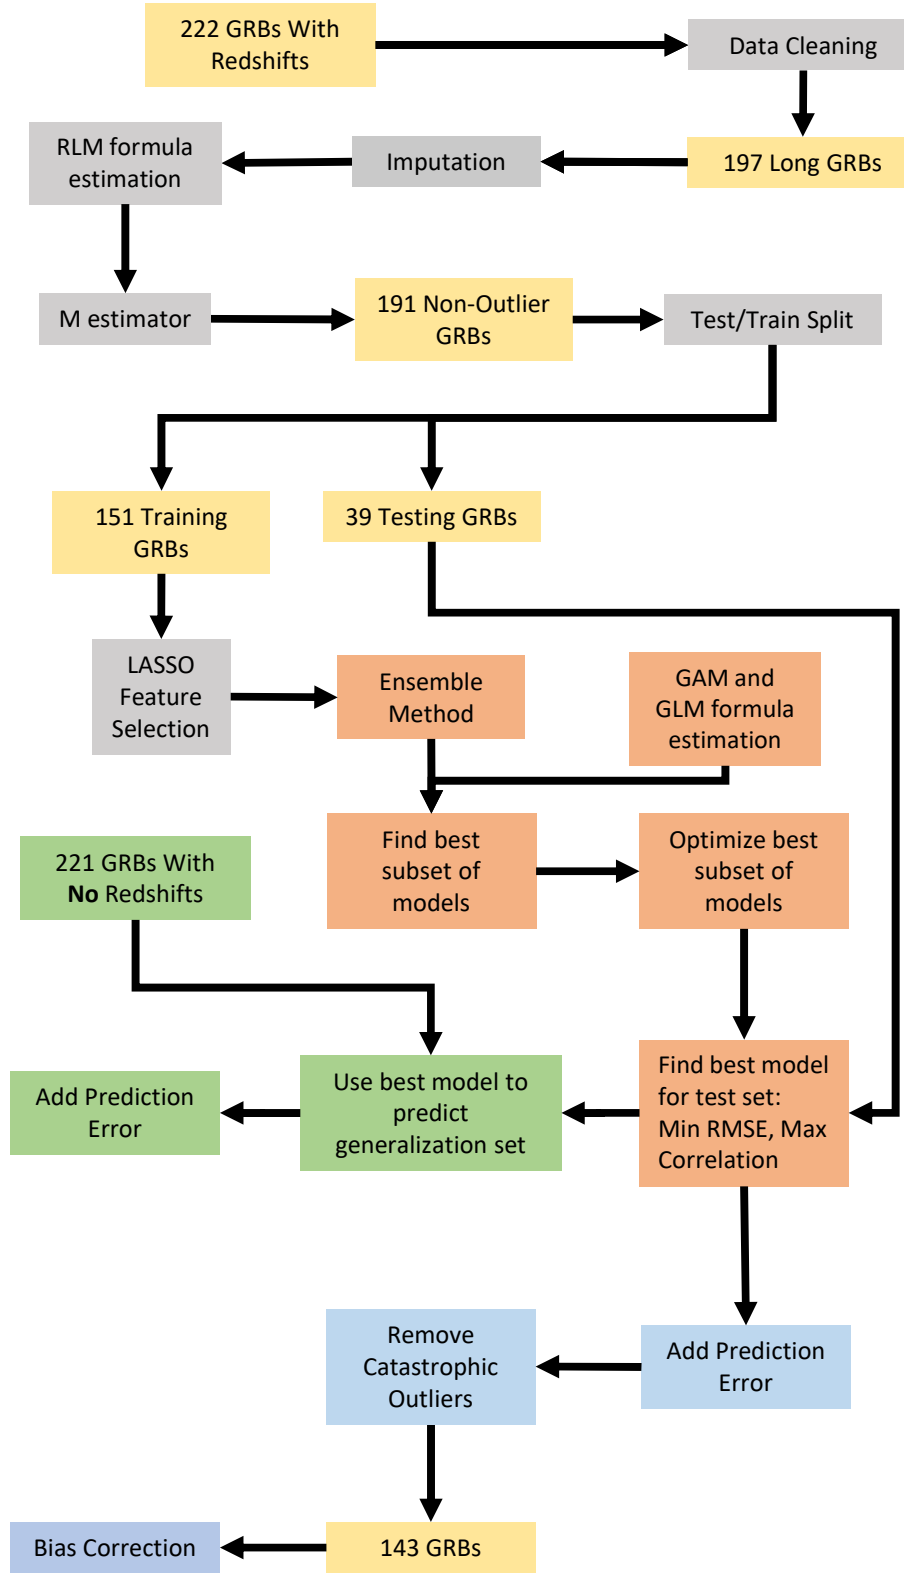 222 GRBs With
Redshifts
Data Cleaning
RLM formula
estimation
Imputation
197 Long GRBs
M estimator
191 Non-Outlier
GRBs
Test/Train Split
151 Training
GRBs
39 Testing GRBs
LASSO
Feature
Selection
Ensemble
Method
GAM and
GLM formula
estimation
Find best
subset of
models
Optimize best
subset of
models
221 GRBs With
No Redshifts
Add Prediction
Error
Use best model to
predict
generalization set
Find best model
for test set:
Min RMSE, Max
Correlation
Remove
Catastrophic
Outliers
Add Prediction
Error
Bias Correction
143 GRBs